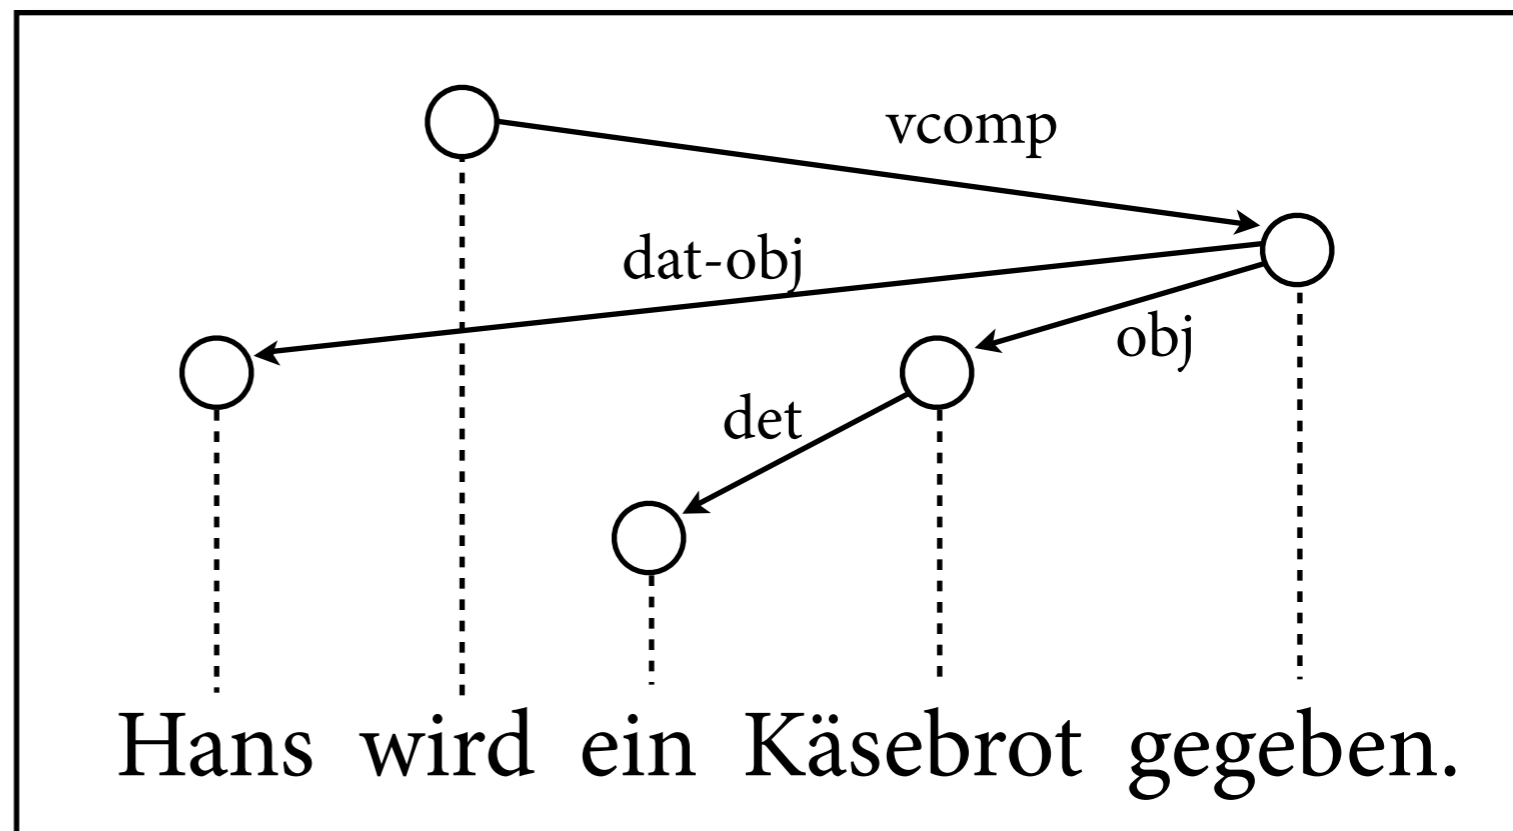 vcomp
dat-obj
obj
det
Hans wird ein Käsebrot gegeben.